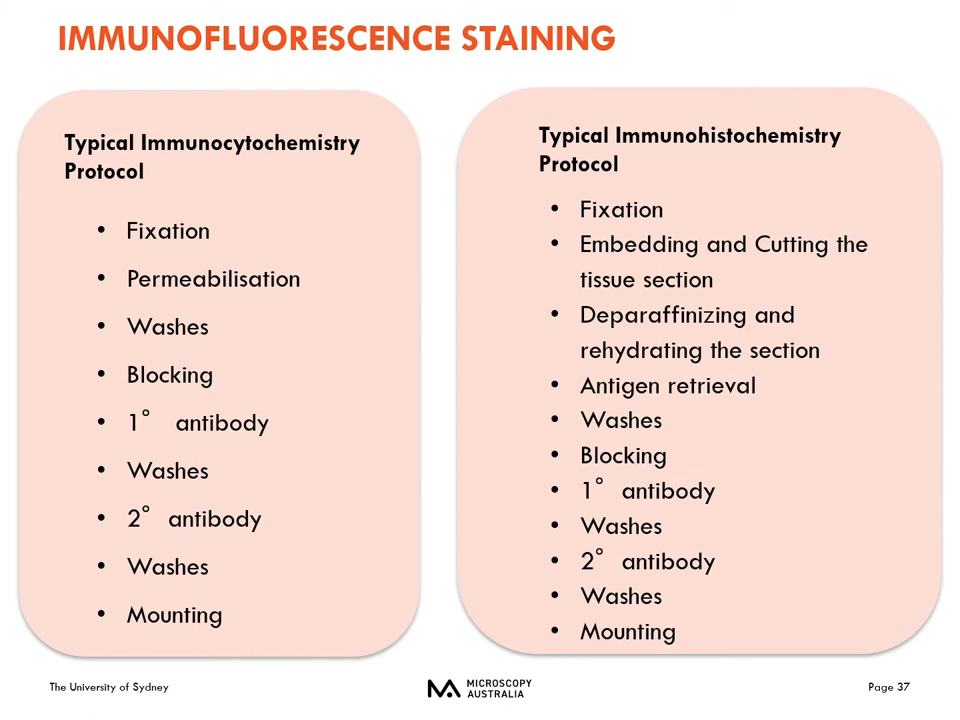 IMMUNOFLUORESCENCE STAINING
Typical Immunocytochemistry
Protocol
• Fixation
• Permeabilisation
• Washes
• Blocking
• 1° antibody
• Washes
• 2° antibody
• Washes
• Mounting
Typical Immunohistochemistry
Protocol
• Fixation
• Embedding and Cutting the
tissue section
• Deparaffinizing and
rehydrating the section
• Antigen retrieval
• Washes
• Blocking
• 1° antibody
• Washes
• 2° antibody
• Washes
• Mounting
The University of Sydney
MICROSCOPY
AUSTRALIA
Page 37